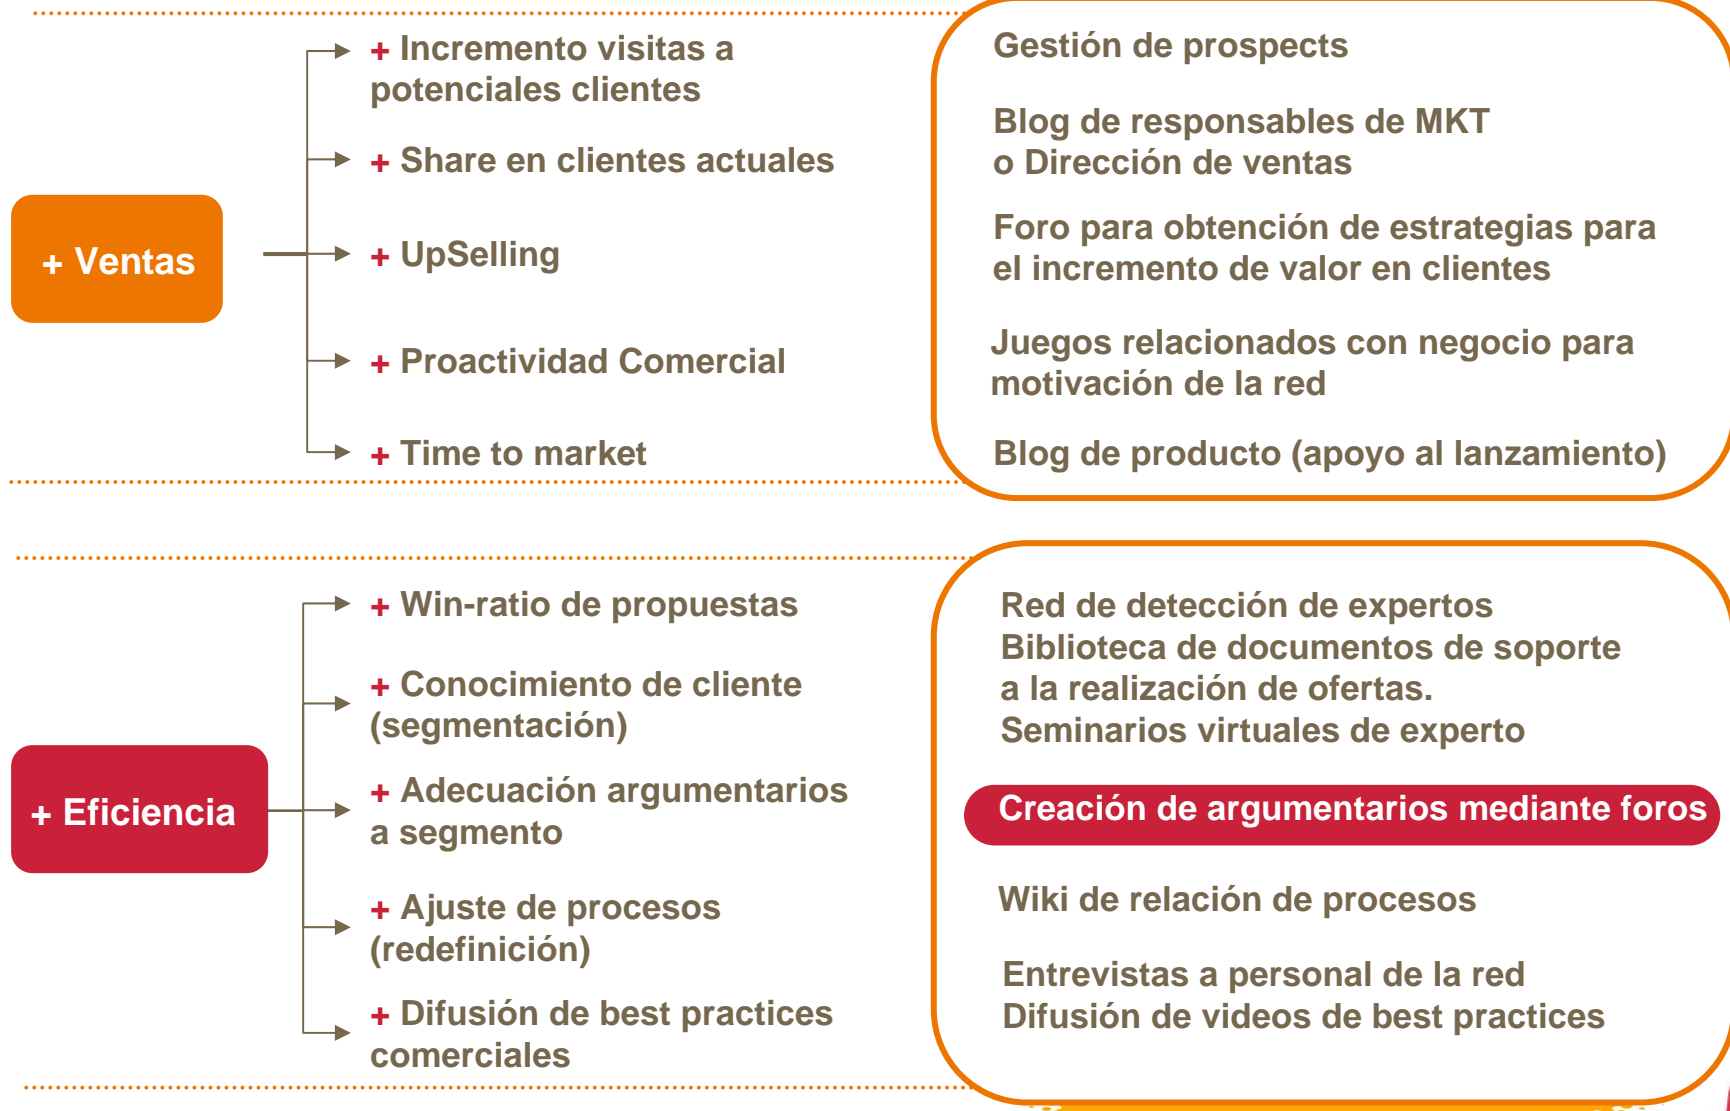 + Ventas
+ Incremento visitas a
potenciales clientes
+ Share en clientes actuales
+ UpSelling
+ Proactividad Comercial
+ Time to market
Gestión de prospects
Blog de responsables de MKT
o Dirección de ventas
Foro para obtención de estrategias para
el incremento de valor en clientes
Juegos relacionados con negocio para
motivación de la red
Blog de producto (apoyo al lanzamiento)
+ Eficiencia
+ Win-ratio de propuestas
+ Conocimiento de cliente
(segmentación)
+ Adecuación argumentarios
a segmento
+ Ajuste de procesos
(redefinición)
+ Difusión de best practices
comerciales
Red de detección de expertos
Biblioteca de documentos de soporte
a la realización de ofertas.
Seminarios virtuales de experto
Creación de argumentarios mediante foros
Wiki de relación de procesos
Entrevistas a personal de la red
Difusión de videos de best practices